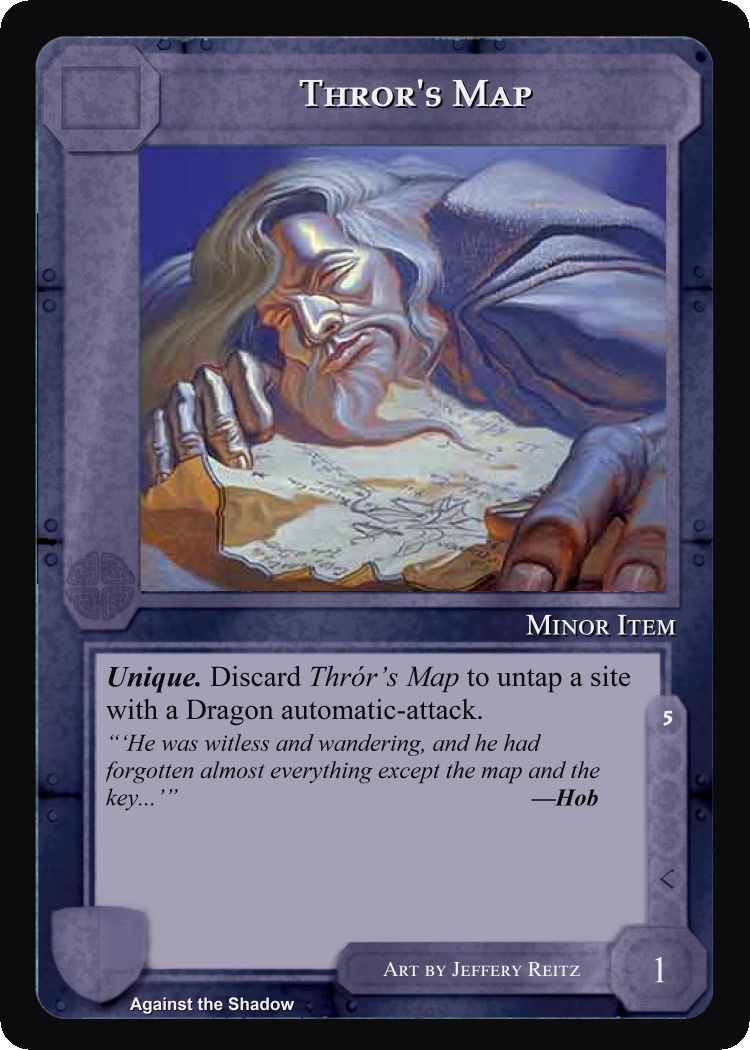 Thror's Map
Minor Item
Unique. Discard Thrór's Map to untap a site
with a Dragon automatic-attack.
5
“‘He was witless and wandering, and he had
forgotten almost everything except the map and the
key...’” —Hob
Art by Jeffery Reitz
1
Against the Shadow